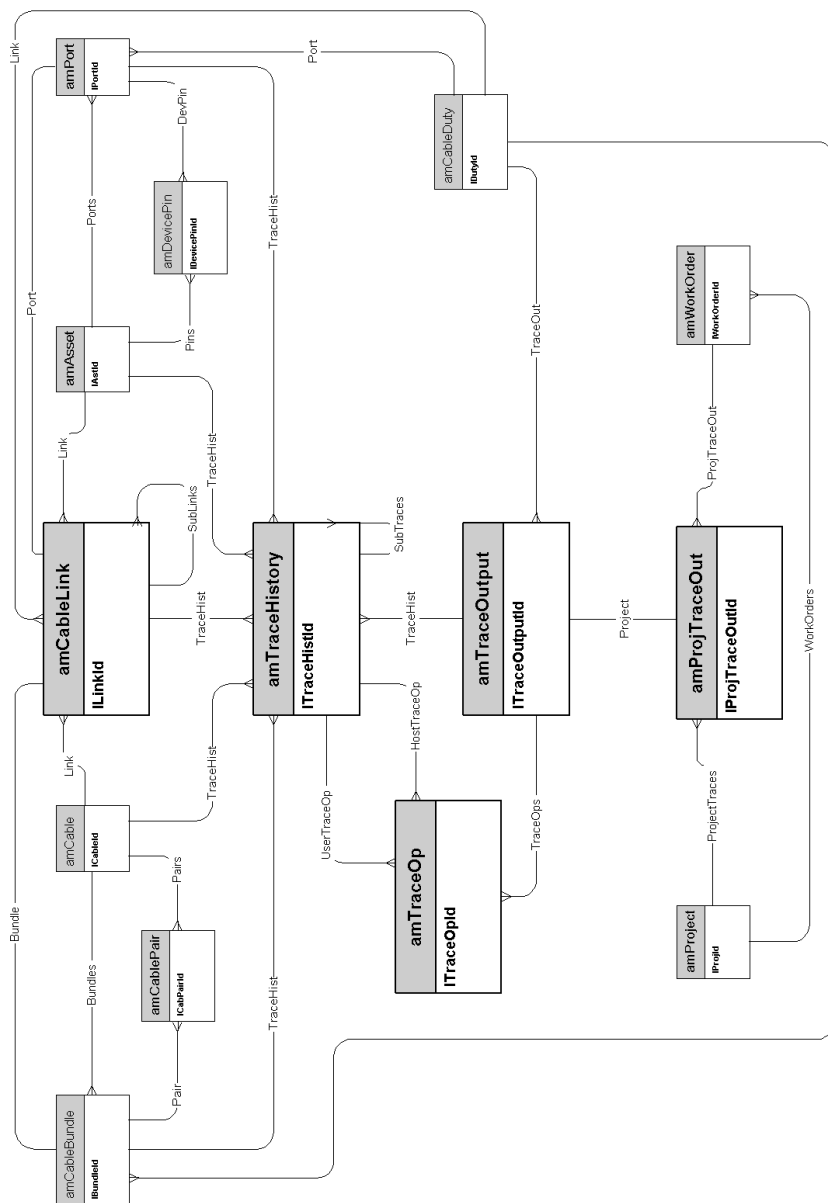 Bundle
Link
Port
amCableBundle
lBundleId
Bundles
amCable
lCableId
Link
amCableLink
lLinkId
Link
amAsset
lAstId
Ports
amPort
lPortId
Pair
amCablePair
lCabPairId
Pairs
SubLinks
Pins
amDevicePin
lDevicePinId
DevPin
TraceHist
TraceHist
TraceHist
TraceHist
TraceHist
amTraceHistory
lTraceHistId
Port
UserTraceOp
HostTraceOp
SubTraces
amTraceOp
lTraceOpId
TraceHist
amCableDuty
lDutyId
TraceOps
amTraceOutput
lTraceOutputId
TraceOut
Project
amProject
lProjId
ProjectTraces
amProjTraceOut
lProjTraceOutId
ProjTraceOut
amWorkOrder
lWorkOrderId
WorkOrders